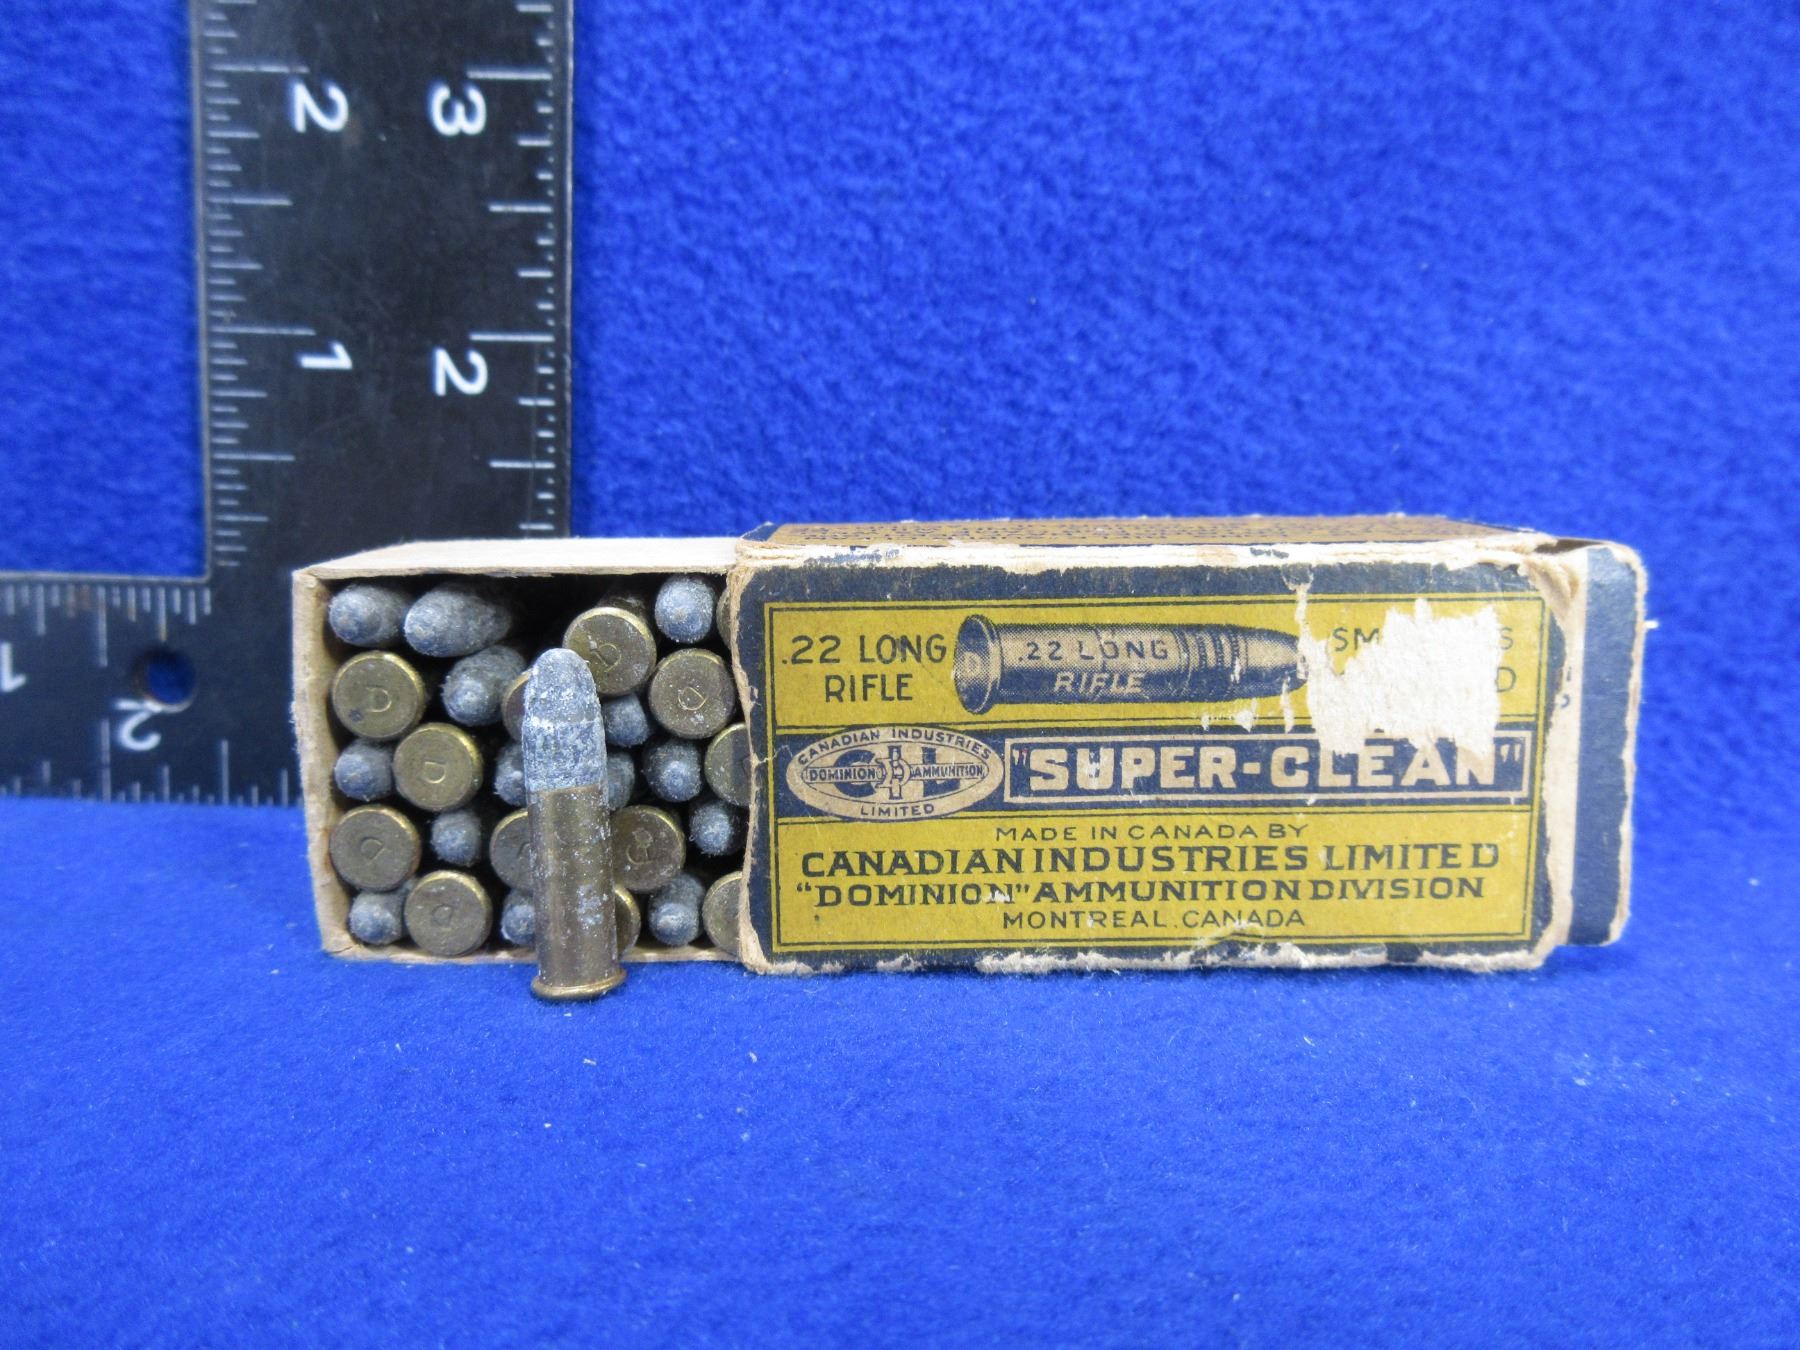 2 3
1 2
1
2
.22 LONG
RIFLE
.22 LONG
RIFLE
D
CANADIAN INDUSTRIES
DOMINION AMMUNITION
LIMITED
"SUPER-CLEAN"
MADE IN CANADA BY
CANADIAN INDUSTRIES LIMITED
"DOMINION" AMMUNITION DIVISION
MONTREAL, CANADA
D
D
D
D
D
D